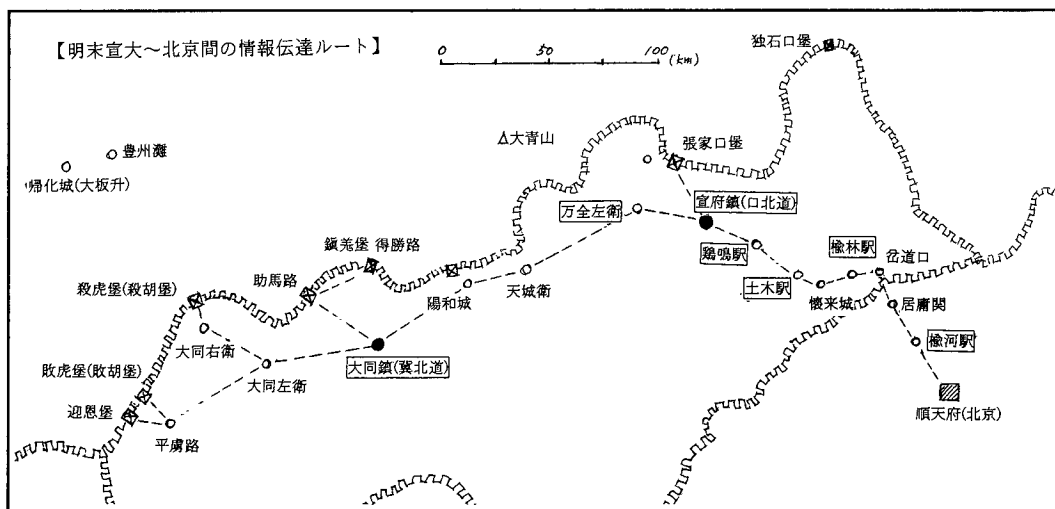 【明末宣大～北京間の情報伝達ルート】
0 50 100
(km)
独石口堡
豊州灘
帰化城(大板升)
△大青山
張家口堡
万全左衛
宣府鎮(口北道)
鶏鳴駅
楡林駅
岔道口
土木駅
懐来城
居庸関
楡河駅
順天府(北京)
鎮羌堡 得勝路
助馬路
殺虎堡(殺胡堡)
陽和城
天城衛
大同右衛
大同左衛
大同鎮(冀北道)
敗虎堡(敗胡堡)
迎恩堡
平虜路